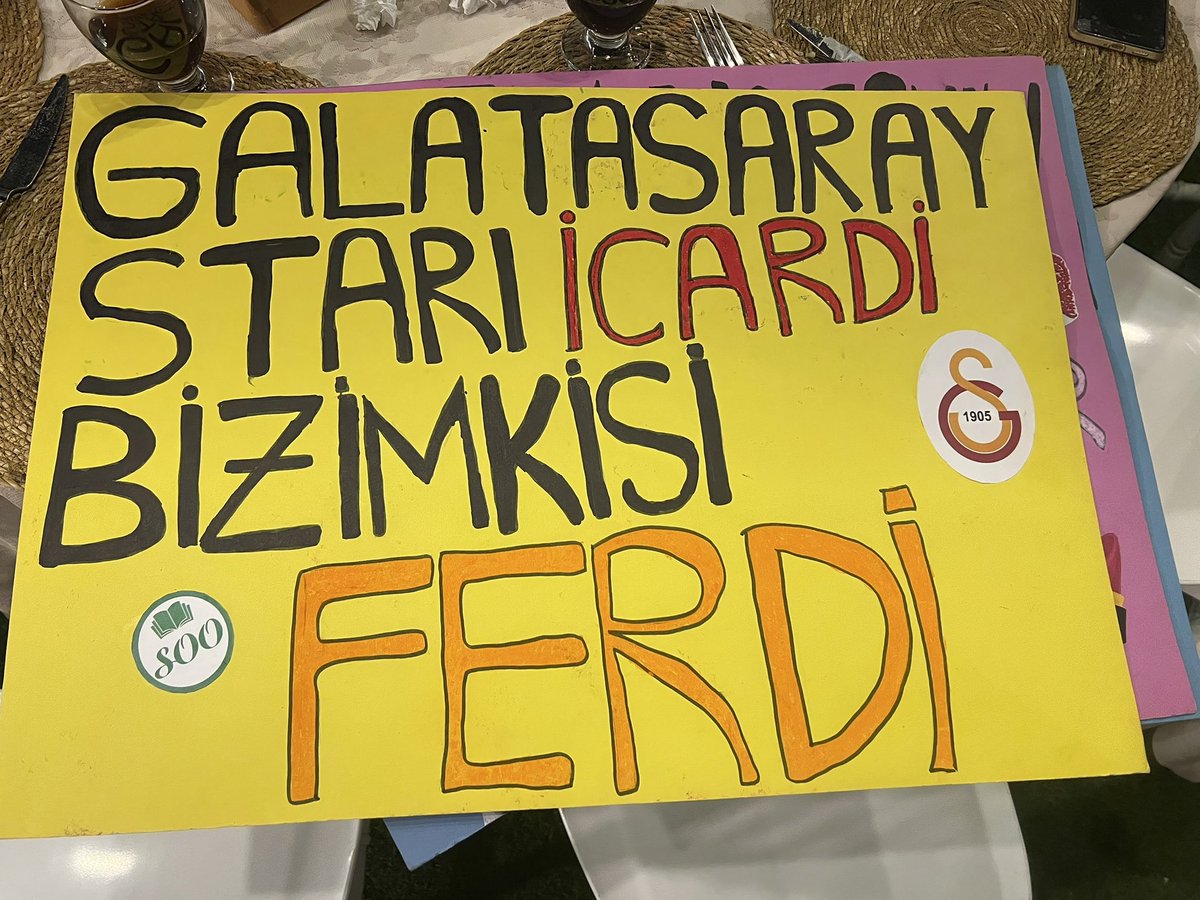 GALATASARAY
STARI İCARDİ
BİZİMKİSİ
1905
FERDİ
SOO